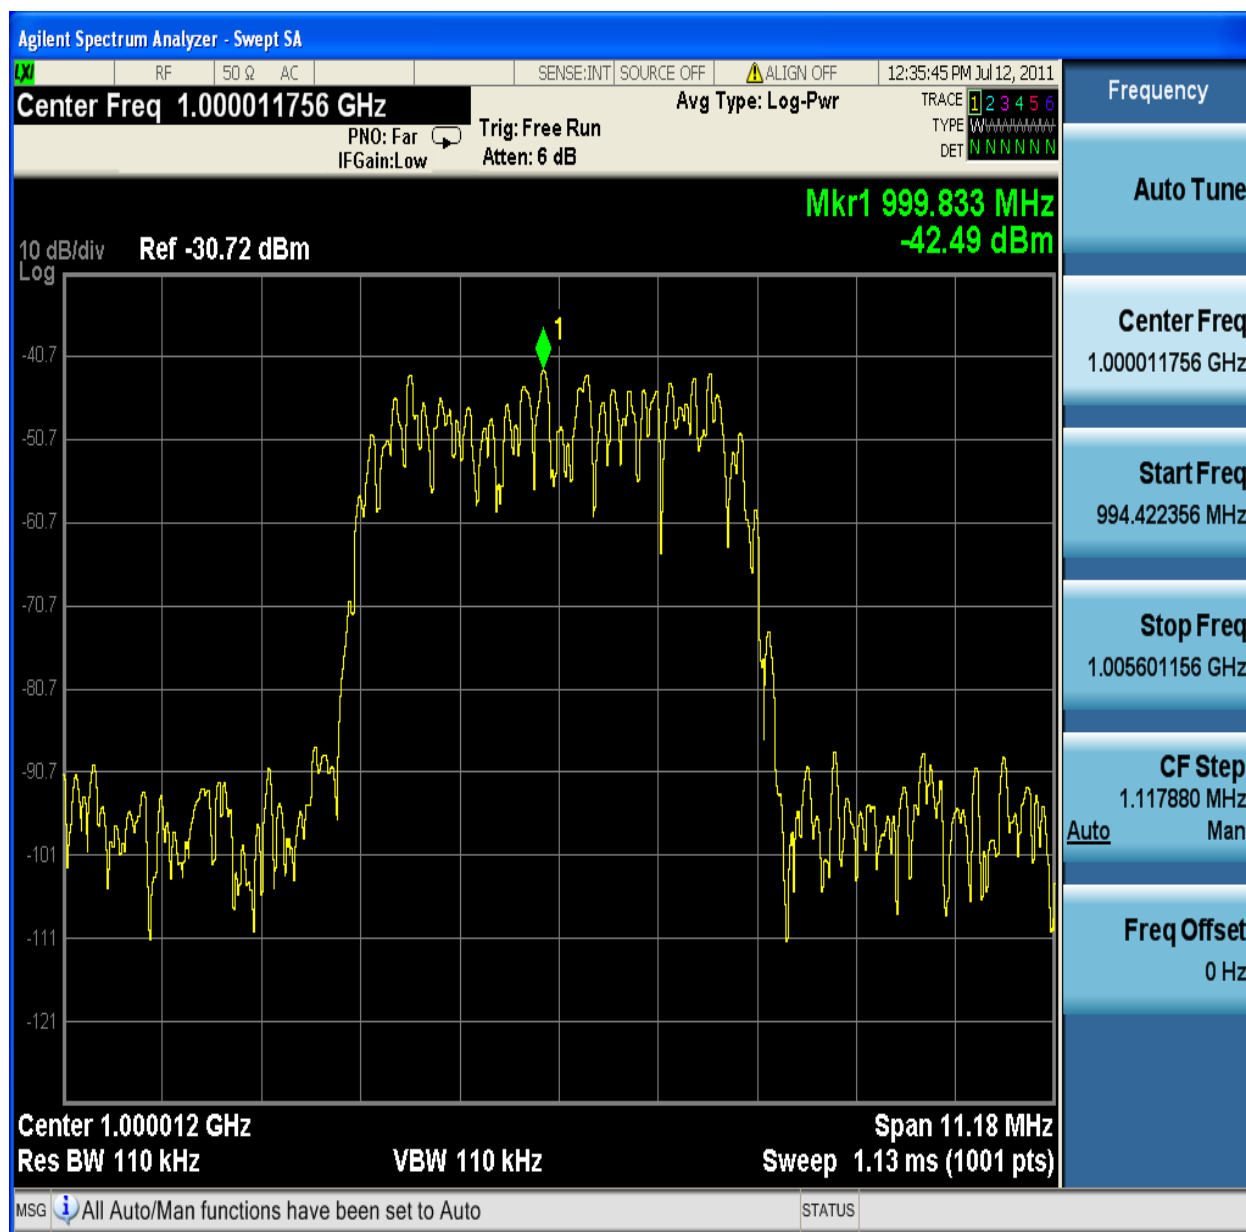 Agilent Spectrum Analyzer - Swept SA
LXI RF 50 Ω AC SENSE:INT SOURCE OFF ALIGN OFF 12:35:45 PM Jul 12, 2011
Center Freq 1.000011756 GHz
PNO: Far
IFGain:Low
Trig: Free Run
Atten: 6 dB
Avg Type: Log-Pwr
TRACE 1 2 3 4 5 6
TYPE WWWWWW
DET N N N N N N
Mkr1 999.833 MHz
-42.49 dBm
10 dB/div Ref -30.72 dBm
Log
1
-40.7
-50.7
-60.7
-70.7
-80.7
-90.7
-101
-111
-121
Center 1.000012 GHz Span 11.18 MHz
Res BW 110 kHz VBW 110 kHz Sweep 1.13 ms (1001 pts)
MSG All Auto/Man functions have been set to Auto STATUS
Frequency
Auto Tune
Center Freq
1.000011756 GHz
Start Freq
994.422356 MHz
Stop Freq
1.005601156 GHz
CF Step
1.117880 MHz
Auto Man
Freq Offset
0 Hz